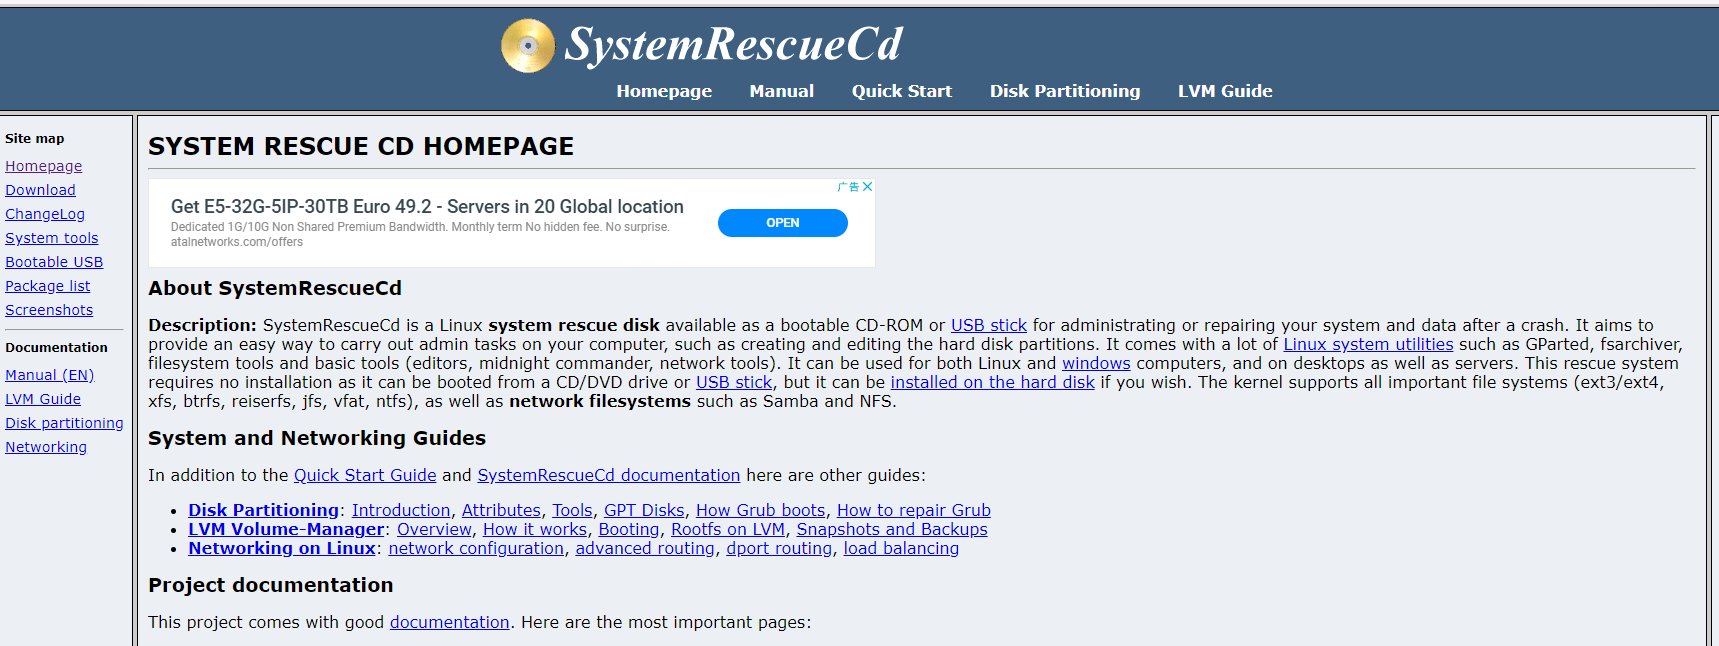 SystemRescueCd
Homepage Manual Quick Start Disk Partitioning LVM Guide
Site map
Homepage
Download
ChangeLog
System tools
Bootable USB
Package list
Screenshots
Documentation
Manual (EN)
LVM Guide
Disk partitioning
Networking
SYSTEM RESCUE CD HOMEPAGE
广告
Get E5-32G-5IP-30TB Euro 49.2 - Servers in 20 Global location
Dedicated 1G/10G Non Shared Premium Bandwidth. Monthly term No hidden fee. No surprise.
atalnetworks.com/offers
OPEN
About SystemRescueCd
Description: SystemRescueCd is a Linux system rescue disk available as a bootable CD-ROM or USB stick for administrating or repairing your system and data after a crash. It aims to
provide an easy way to carry out admin tasks on your computer, such as creating and editing the hard disk partitions. It comes with a lot of Linux system utilities such as GParted, fsarchiver,
filesystem tools and basic tools (editors, midnight commander, network tools). It can be used for both Linux and windows computers, and on desktops as well as servers. This rescue system
requires no installation as it can be booted from a CD/DVD drive or USB stick, but it can be installed on the hard disk if you wish. The kernel supports all important file systems (ext3/ext4,
xfs, btrfs, reiserfs, jfs, vfat, ntfs), as well as network filesystems such as Samba and NFS.
System and Networking Guides
In addition to the Quick Start Guide and SystemRescueCd documentation here are other guides:
• Disk Partitioning: Introduction, Attributes, Tools, GPT Disks, How Grub boots, How to repair Grub
• LVM Volume-Manager: Overview, How it works, Booting, Rootfs on LVM, Snapshots and Backups
• Networking on Linux: network configuration, advanced routing, dport routing, load balancing
Project documentation
This project comes with good documentation. Here are the most important pages: